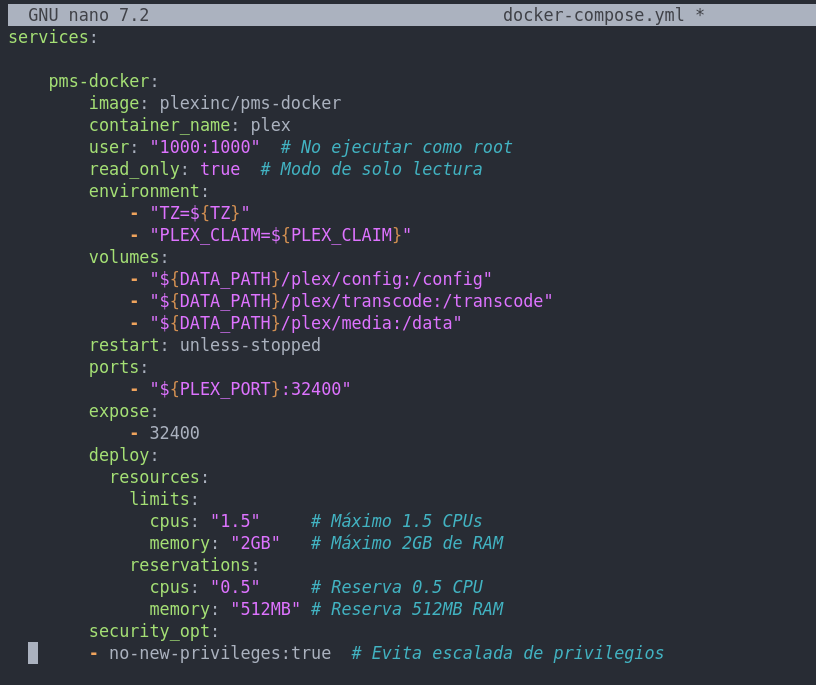 GNU nano 7.2 docker-compose.yml *
services:
pms-docker:
image: plexinc/pms-docker
container_name: plex
user: "1000:1000" # No ejecutar como root
read_only: true # Modo de solo lectura
environment:
- "TZ=${TZ}"
- "PLEX_CLAIM=${PLEX_CLAIM}"
volumes:
- "${DATA_PATH}/plex/config:/config"
- "${DATA_PATH}/plex/transcode:/transcode"
- "${DATA_PATH}/plex/media:/data"
restart: unless-stopped
ports:
- "${PLEX_PORT}:32400"
expose:
- 32400
deploy:
resources:
limits:
cpus: "1.5" # Máximo 1.5 CPUs
memory: "2GB" # Máximo 2GB de RAM
reservations:
cpus: "0.5" # Reserva 0.5 CPU
memory: "512MB" # Reserva 512MB RAM
security_opt:
- no-new-privileges:true # Evita escalada de privilegios